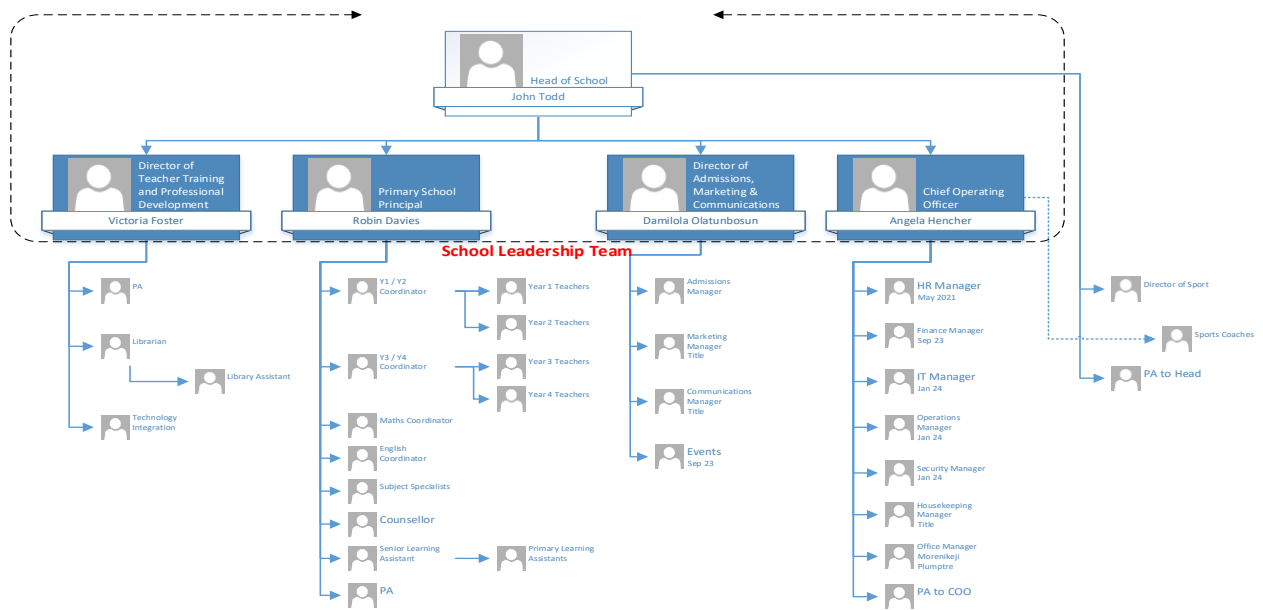 Head of School
John Todd
Director of
Teacher Training
and Professional
Development
Victoria Foster
Primary School
Principal
Robin Davies
Director of
Admissions,
Marketing &
Communications
Damilola Olatunbosun
Chief Operating
Officer
Angela Hencher
School Leadership Team
PA
Librarian
Library Assistant
Technology
Integration
Y1 / Y2
Coordinator
Year 1 Teachers
Year 2 Teachers
Y3 / Y4
Coordinator
Year 3 Teachers
Year 4 Teachers
Maths Coordinator
English
Coordinator
Subject Specialists
Counsellor
Senior Learning
Assistant
Primary Learning
Assistants
PA
Admissions
Manager
Marketing
Manager
Title
Communications
Manager
Title
Events
Sep 23
HR Manager
May 2021
Finance Manager
Sep 23
IT Manager
Jan 24
Operations
Manager
Jan 24
Security Manager
Jan 24
Housekeeping
Manager
Title
Office Manager
Morenikeji
Plumptre
PA to COO
Director of Sport
Sports Coaches
PA to Head